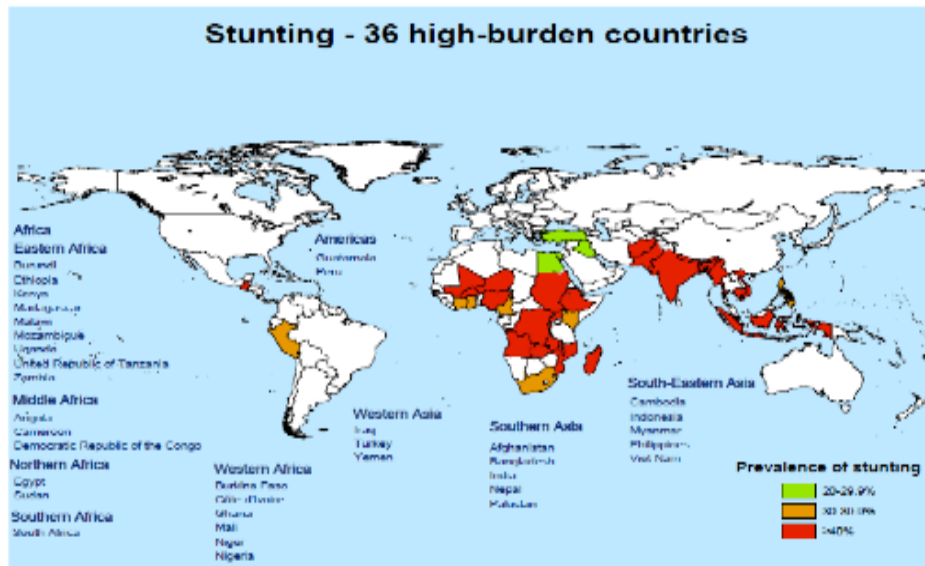 Stunting - 36 high-burden countries
Africa
Eastern Africa
Burundi
Ethiopia
Kenya
Madagascar
Malawi
Mozambique
Uganda
United Republic of Tanzania
Zambia
Middle Africa
Angola
Cameroon
Democratic Republic of the Congo
Northern Africa
Egypt
Sudan
Southern Africa
South Africa
Americas
Guatemala
Peru
Western Africa
Burkina Faso
Côte d'Ivoire
Ghana
Mali
Niger
Nigeria
Western Asia
Iraq
Turkey
Yemen
Southern Asia
Afghanistan
Bangladesh
India
Nepal
Pakistan
South-Eastern Asia
Cambodia
Indonesia
Myanmar
Philippines
Viet Nam
Prevalence of stunting
20-29.9%
≥40%